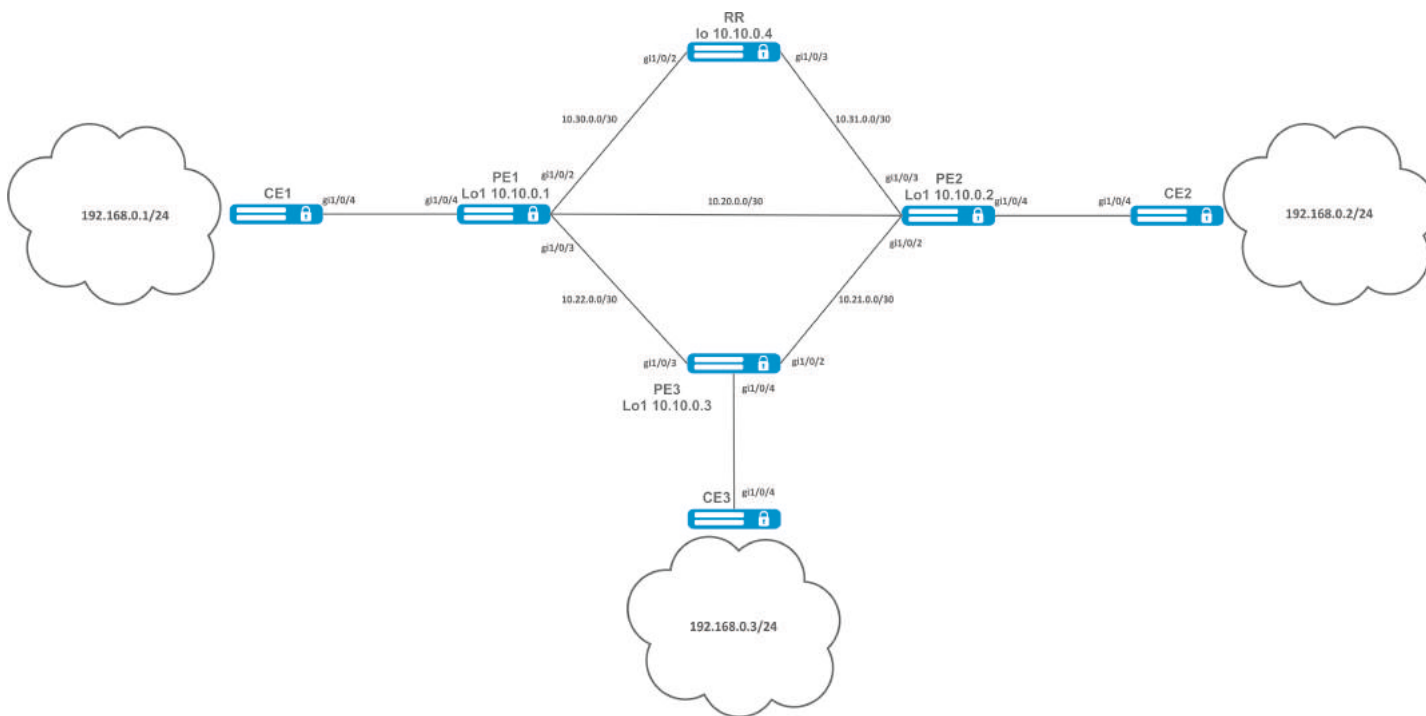 RR
lo 10.10.0.4
gi1/0/2
gi1/0/3
10.30.0.0/30
10.31.0.0/30
192.168.0.1/24
CE1
gi1/0/4
gi1/0/4
PE1
Lo1 10.10.0.1
gi1/0/2
gi1/0/3
10.20.0.0/30
gi1/0/3
PE2
Lo1 10.10.0.2
gi1/0/2
gi1/0/4
gi1/0/4
CE2
192.168.0.2/24
10.22.0.0/30
10.21.0.0/30
gi1/0/3
gi1/0/2
PE3
Lo1 10.10.0.3
gi1/0/4
CE3
gi1/0/4
192.168.0.3/24